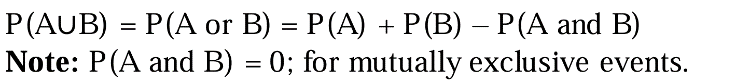 P(A∪B) = P(A or B) = P(A) + P(B) – P(A and B)
Note: P(A and B) = 0; for mutually exclusive events.